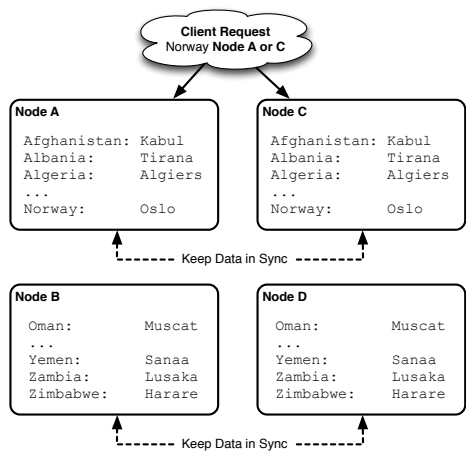 Client Request
Norway Node A or C
Node A
Afghanistan: Kabul
Albania: Tirana
Algeria: Algiers
...
Norway: Oslo
Node C
Afghanistan: Kabul
Albania: Tirana
Algeria: Algiers
...
Norway: Oslo
Keep Data in Sync
Node B
Oman: Muscat
...
Yemen: Sanaa
Zambia: Lusaka
Zimbabwe: Harare
Node D
Oman: Muscat
...
Yemen: Sanaa
Zambia: Lusaka
Zimbabwe: Harare
Keep Data in Sync